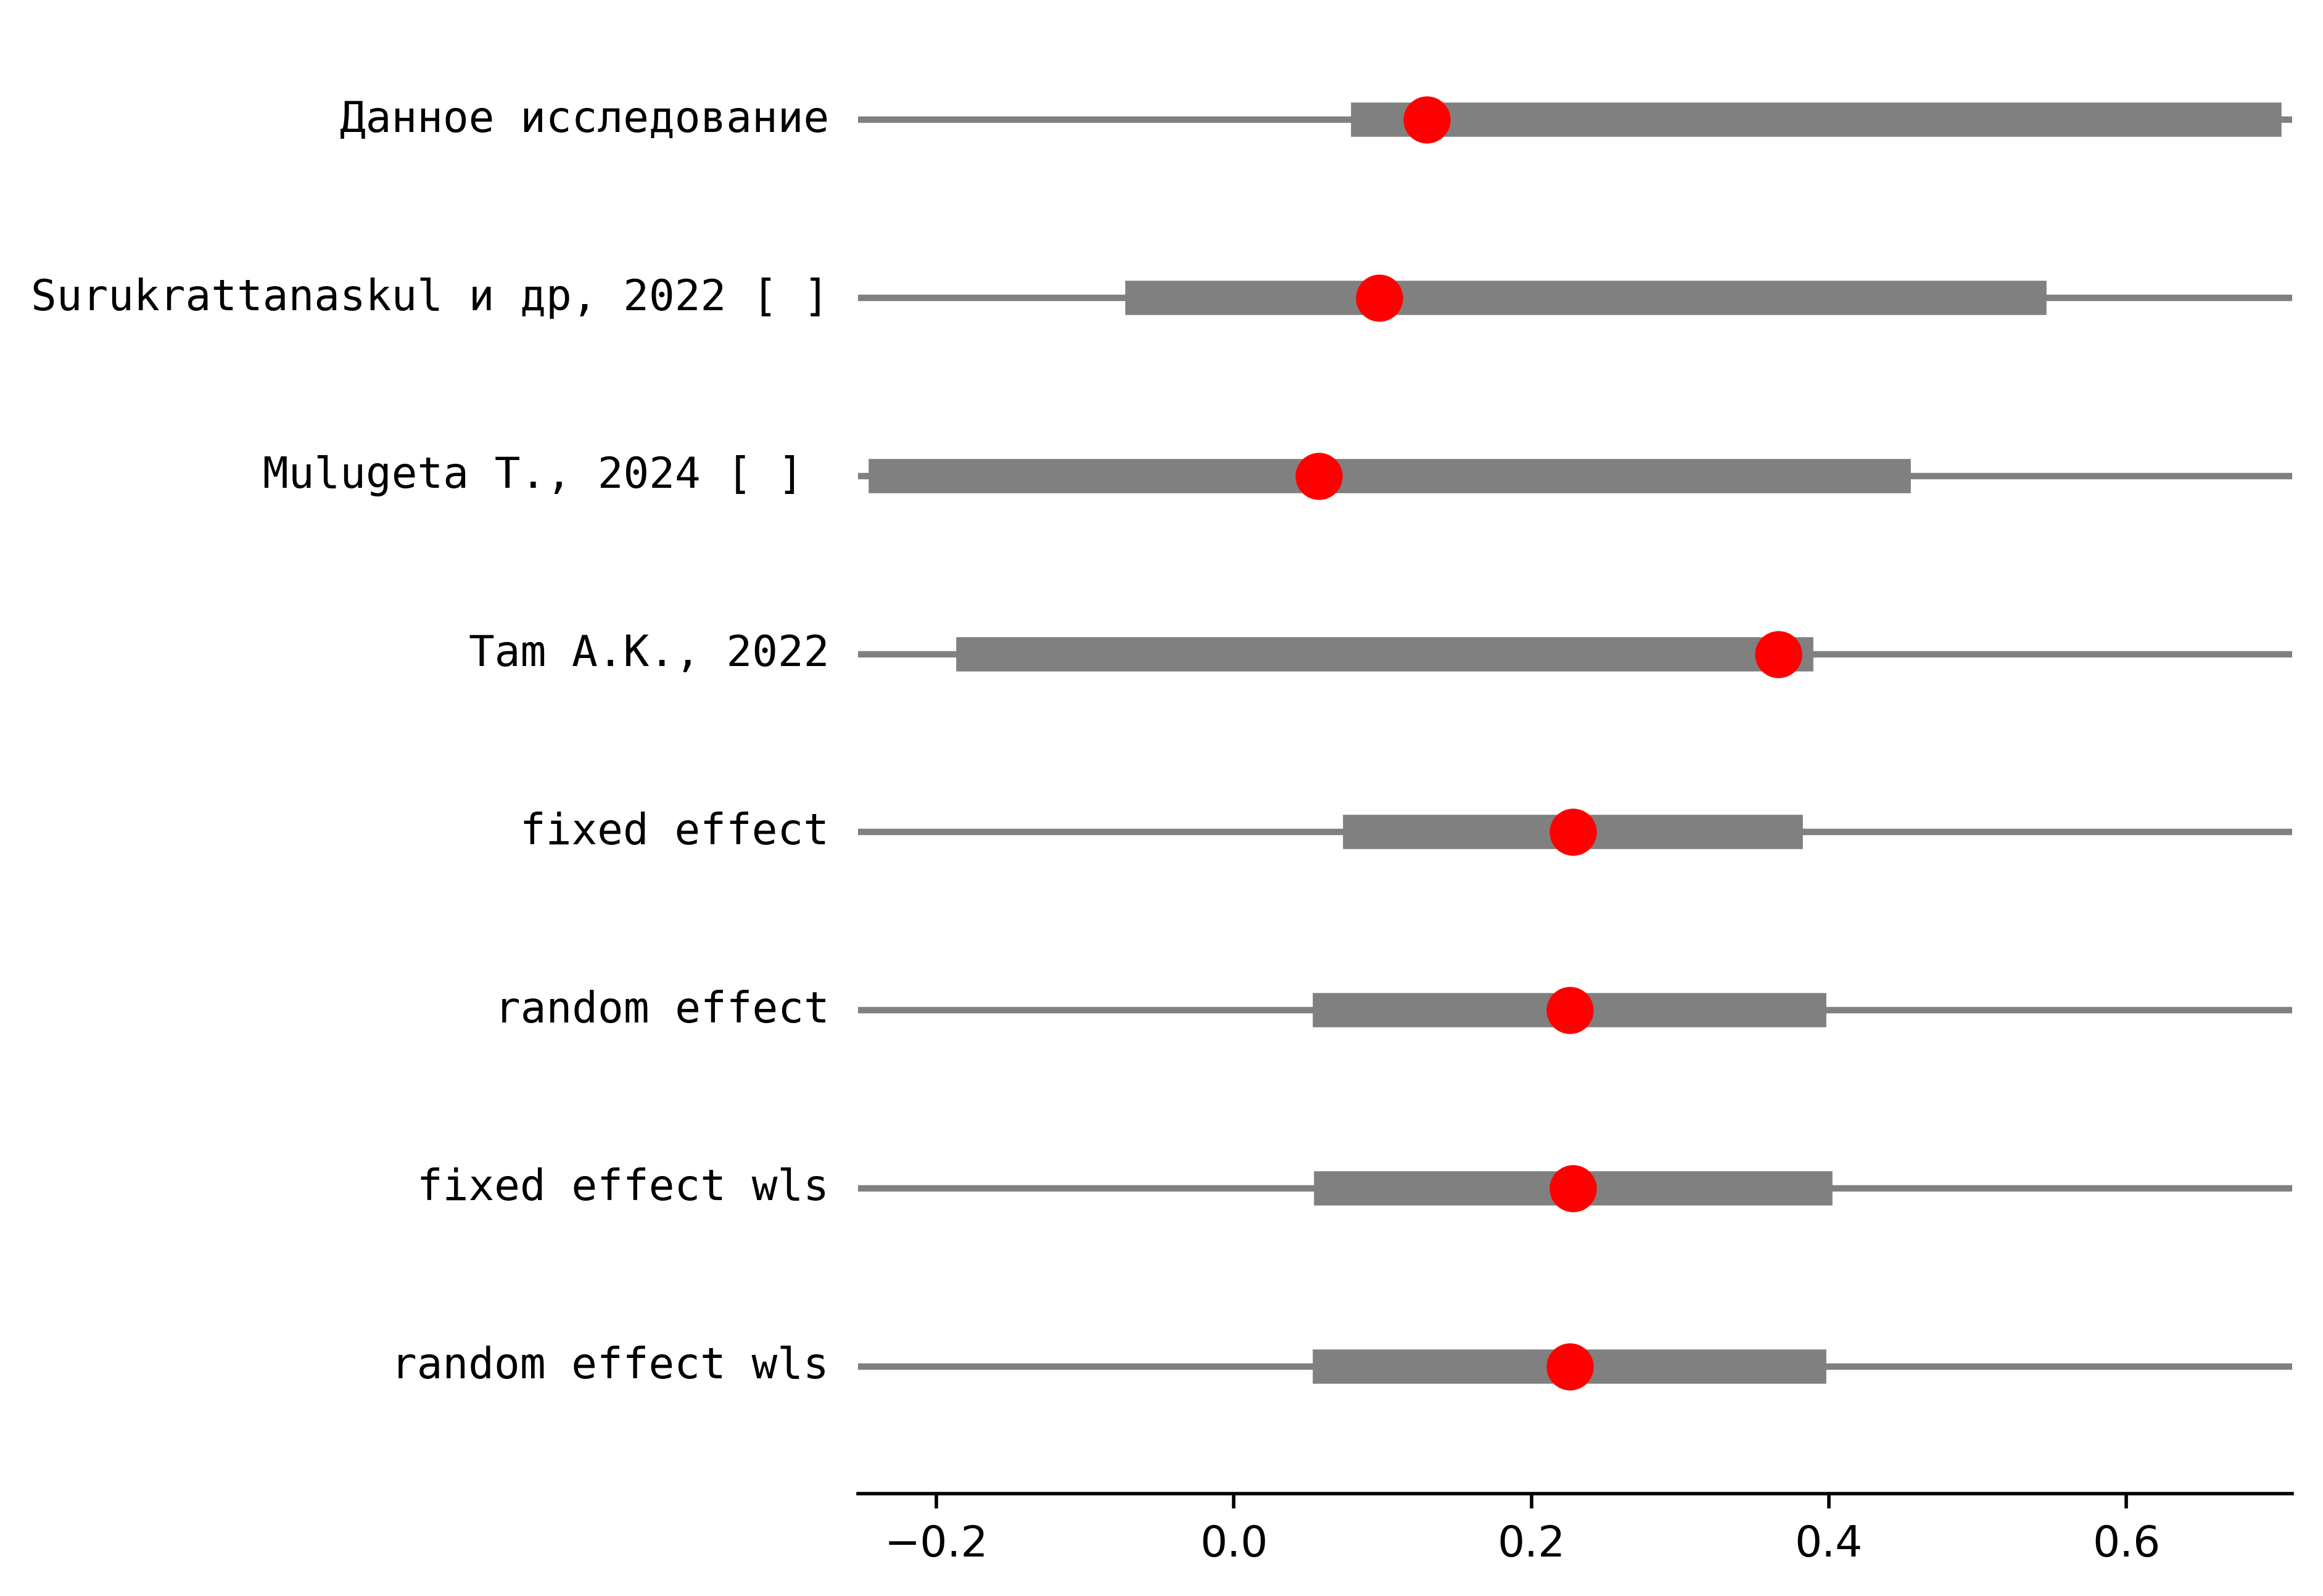 Данное исследование
Surukrattanaskul и др, 2022 [ ]
Mulugeta T., 2024 [ ]
Tam A.K., 2022
fixed effect
random effect
fixed effect wls
random effect wls
−0.2 0.0 0.2 0.4 0.6